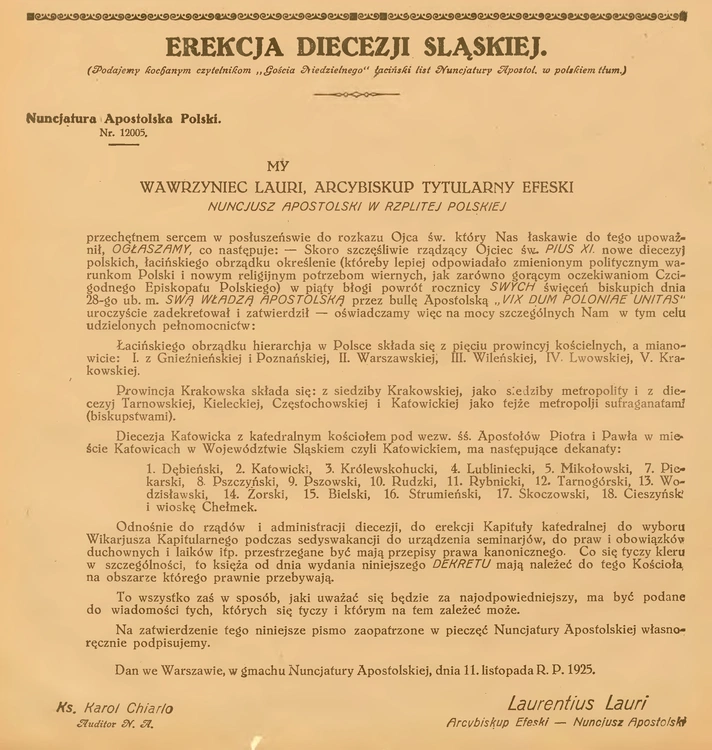 EREKCJA DIECEZJI SLĄSKIEJ.
(Podajemy kochanym czytelnikom „Gościa Niedzielnego" łaciński list Nuncjatury Apostol. w polskiem tłum.)
Nuncjatura Apostolska Polski.
Nr. 12005.
MY
WAWRZYNIEC LAURI, ARCYBISKUP TYTULARNY EFESKI
NUNCJUSZ APOSTOLSKI W RZPLITEJ POLSKIEJ
przechętnem sercem w posłuszeńswie do rozkazu Ojca św. który Nas łaskawie do tego upoważ-
nił, OGŁASZAMY, co następuje: — Skoro szczęśliwie rządzący Ojciec św. PIUS XI. nowe diecezyj
polskich, łacińskiego obrządku określenie (któreby lepiej odpowiadało zmienionym politycznym wa-
runkom Polski i nowym religijnym potrzebom wiernych, jak zarówno gorącym oczekiwaniom Czci-
godnego Episkopatu Polskiego) w piąty błogi powrót rocznicy SWYCH święceń biskupich dnia
28-go ub. m. SWĄ WŁADZĄ APOSTOLSKĄ przez bullę Apostolską „VIX DUM POLONIAE UNITAS"
uroczyście zadekretował i zatwierdził — oświadczamy więc na mocy szczególnych Nam w tym celu
udzielonych pełnomocnictw:
Łacińskiego obrządku hierarchja w Polsce składa się z pięciu prowincyj kościelnych, a miano-
wicie: I. z Gnieźnieńskiej i Poznańskiej, II. Warszawskiej, III. Wileńskiej, IV. Lwowskiej, V. Kra-
kowskiej.
Prowincja Krakowska składa się: z siedziby Krakowskiej, jako siedziby metropolity i z die-
cezyj Tarnowskiej, Kieleckiej, Częstochowskiej i Katowickiej jako tejże metropolji sufraganatami
(biskupstwami).
Diecezja Katowicka z katedralnym kościołem pod wezw. śś. Apostołów Piotra i Pawła w mie-
ście Katowicach w Województwie Sląskiem czyli Katowickiem, ma następujące dekanaty:
1. Dębieński, 2. Katowicki, 3. Królewskohucki, 4. Lubliniecki, 5. Mikołowski, 7. Pie-
karski, 8 Pszczyński, 9. Pszowski, 10. Rudzki, 11. Rybnicki, 12. Tarnogórski, 13. Wo-
dzisławski, 14. Zorski, 15. Bielski, 16. Strumieński, 17. Skoczowski, 18. Cieszyński
i wioskę Chełmek.
Odnośnie do rządów i administracji diecezji, do erekcji Kapituły katedralnej do wyboru
Wikarjusza Kapitularnego podczas sedyswakancji do urządzenia seminarjów, do praw i obowiązków
duchownych i laików itp. przestrzegane być mają przepisy prawa kanonicznego. Co się tyczy kleru
w szczególności, to księża od dnia wydania niniejszego DEKRETU mają należeć do tego Kościoła,
na obszarze którego prawnie przebywają.
To wszystko zaś w sposób, jaki uważać się będzie za najodpowiedniejszy, ma być podane
do wiadomości tych, których się tyczy i którym na tem zależeć może.
Na zatwierdzenie tego niniejsze pismo zaopatrzone w pieczęć Nuncjatury Apostolskiej własno-
ręcznie podpisujemy.
Dan we Warszawie, w gmachu Nuncjatury Apostolskiej, dnia 11. listopada R. P. 1925.
Ks. Karol Chiarlo
Auditor N. A.
Laurentius Lauri
Arcybiskup Efeski — Nuncjusz Apostolski